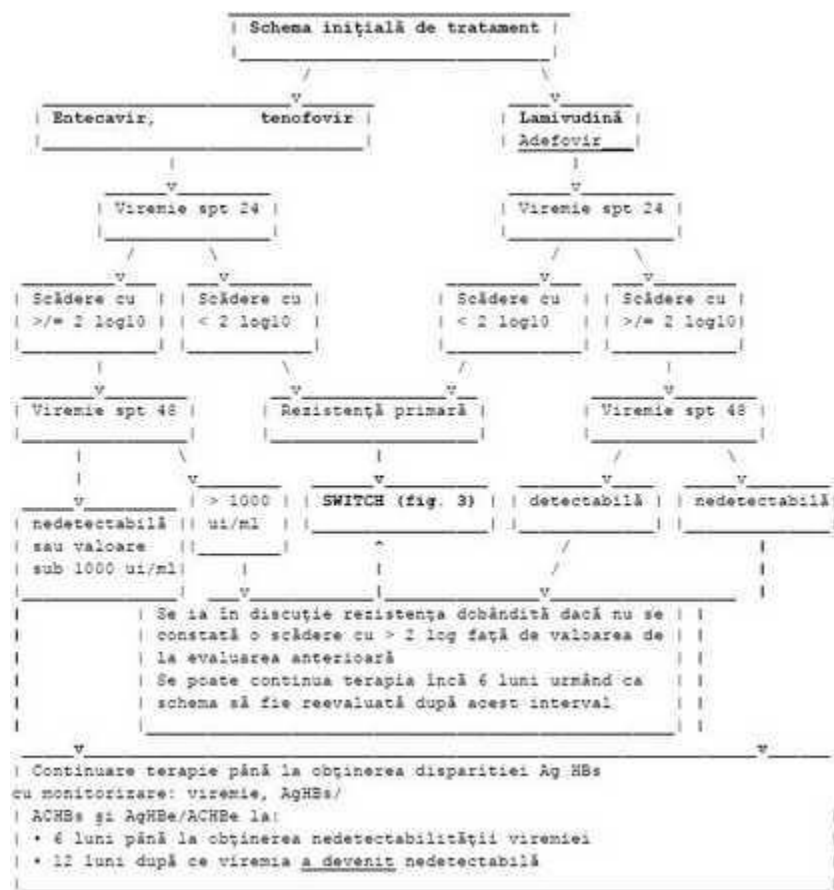 Schema inițială de tratament
Entecavir, tenofovir
Lamivudină
Adefovir
Viremie spt 24
Viremie spt 24
Scădere cu
>/= 2 log10
Scădere cu
< 2 log10
Scădere cu
< 2 log10
Scădere cu
>/= 2 log10
Viremie spt 48
Rezistență primară
Viremie spt 48
nedetectabilă
sau valoare
sub 1000 ui/ml
> 1000
ui/ml
SWITCH (fig. 3)
detectabilă
nedetectabilă
Se ia în discuție rezistența dobândită dacă nu se
constată o scădere cu > 2 log față de valoarea de
la evaluarea anterioară
Se poate continua terapia încă 6 luni urmând ca
schema să fie reevaluată după acest interval
Continuare terapie până la obținerea disparitiei Ag HBs
cu monitorizare: viremie, AgHBs/
ACHBs și AgHBe/ACHBe la:
• 6 luni până la obținerea nedetectabilității viremiei
• 12 luni după ce viremia a devenit nedetectabilă